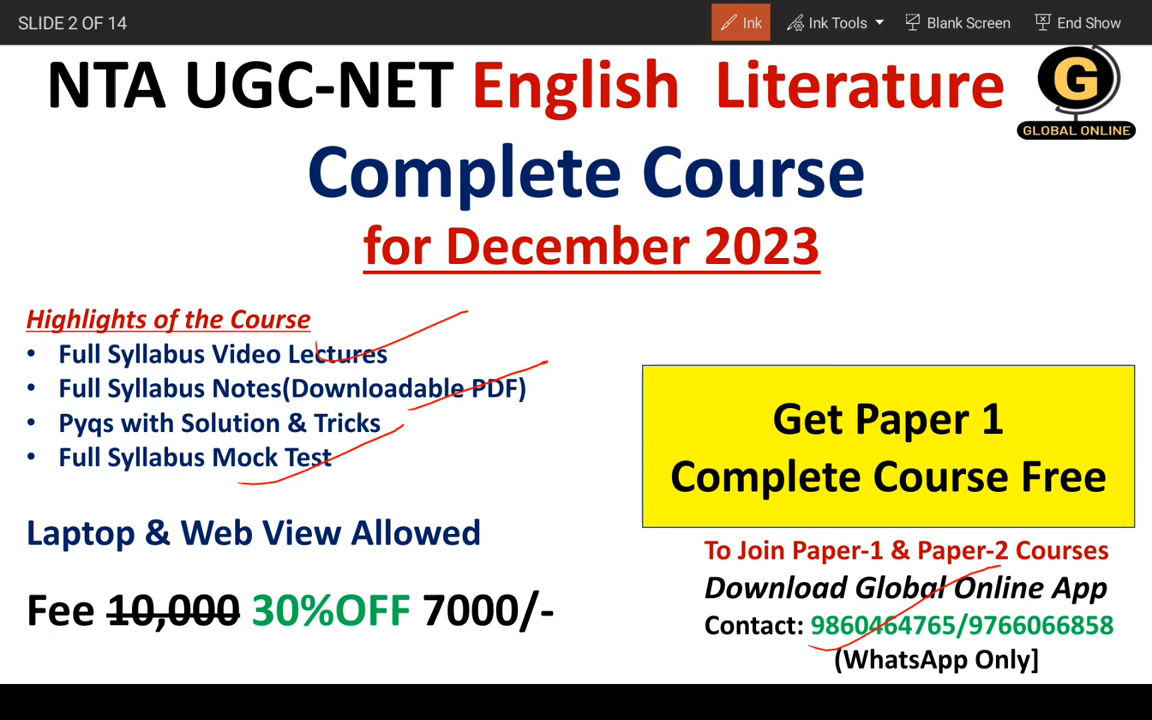 SLIDE 2 OF 14
Ink
Ink Tools
Blank Screen
End Show
NTA UGC-NET English Literature
G
GLOBAL ONLINE
Complete Course
for December 2023
Highlights of the Course
• Full Syllabus Video Lectures
• Full Syllabus Notes(Downloadable PDF)
• Pyqs with Solution & Tricks
• Full Syllabus Mock Test
Laptop & Web View Allowed
Fee 10,000 30%OFF 7000/-
Get Paper 1
Complete Course Free
To Join Paper-1 & Paper-2 Courses
Download Global Online App
Contact: 9860464765/9766066858
(WhatsApp Only]